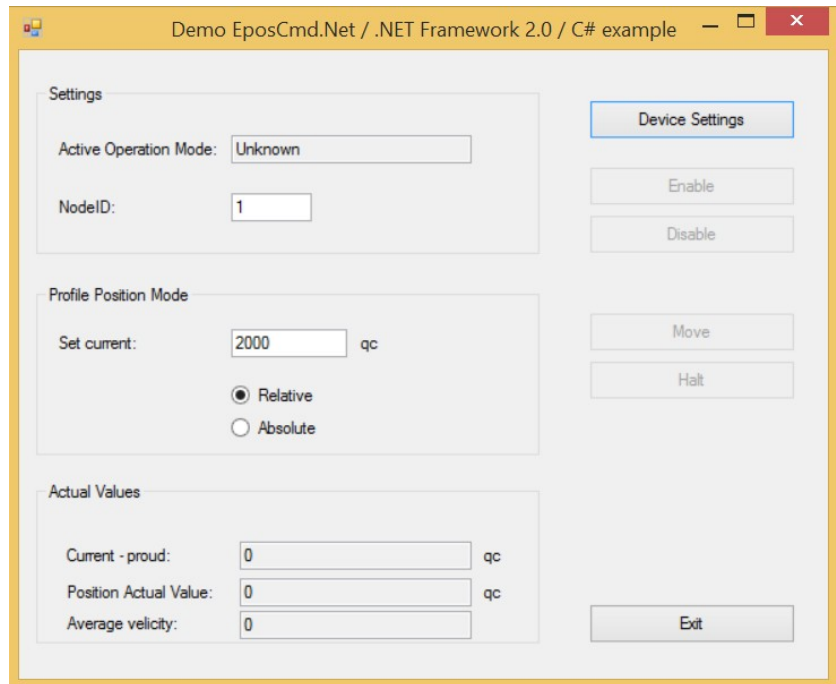 Demo EposCmd.Net / .NET Framework 2.0 / C# example
Settings
Active Operation Mode: Unknown
NodeID: 1
Device Settings
Enable
Disable
Profile Position Mode
Set current: 2000 qc
Relative
Absolute
Move
Halt
Actual Values
Current - proud: 0 qc
Position Actual Value: 0 qc
Average velicity: 0
Exit